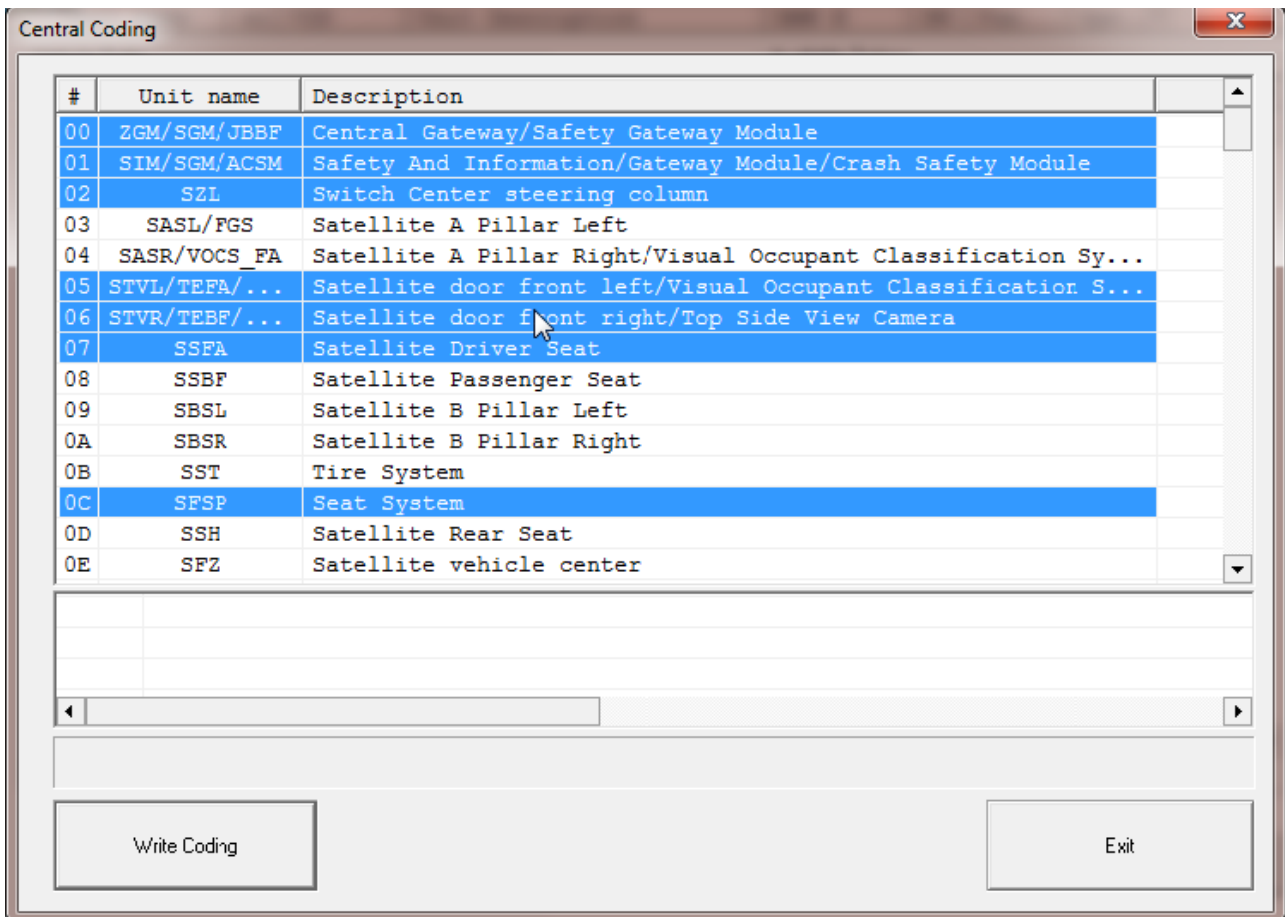 Central Coding
# Unit name Description
00 ZGM/SGM/JBBF Central Gateway/Safety Gateway Module
01 SIM/SGM/ACSM Safety And Information/Gateway Module/Crash Safety Module
02 SZL Switch Center steering column
03 SASL/FGS Satellite A Pillar Left
04 SASR/VOCS_FA Satellite A Pillar Right/Visual Occupant Classification Sy...
05 STVL/TEFA/... Satellite door front left/Visual Occupant Classification S...
06 STVR/TEBF/... Satellite door front right/Top Side View Camera
07 SSFA Satellite Driver Seat
08 SSBF Satellite Passenger Seat
09 SBSL Satellite B Pillar Left
0A SBSR Satellite B Pillar Right
0B SST Tire System
0C SFSP Seat System
0D SSH Satellite Rear Seat
0E SFZ Satellite vehicle center
Write Coding Exit